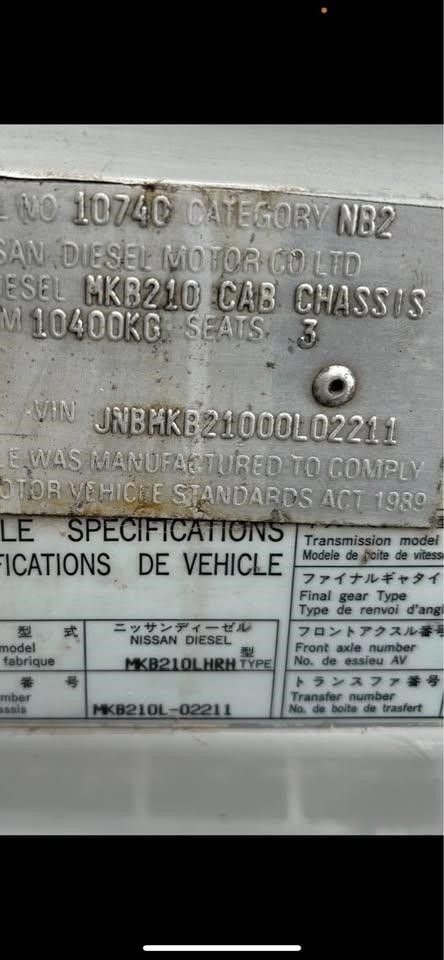 L NO 10740 CATEGORY NB2
SAN DIESEL MOTOR CO LTD
IESEL MKB210 CAB CHASSIS
M 10400KG SEATS 3
VIN JNBMKB21000L02211
LE WAS MANUFACTURED TO COMPLY
OTOR VEHICLE STANDARDS ACT 1989
LE SPECIFICATIONS
FICATIONS DE VEHICLE
Transmission model
Modele de boite de vitess
ファイナルギャタイ
Final gear Type
Type de renvoi d'angl
型 式
model
fabrique
ニッサンディーゼル
NISSAN DIESEL
MKB210LHRH 型 TYPE
フロントアクスル番号
Front axle number
No. de essieu AV
番 号
mber
assis
MKB210L-02211
トランスファ番号
Transfer number
No. de boite de trasfert